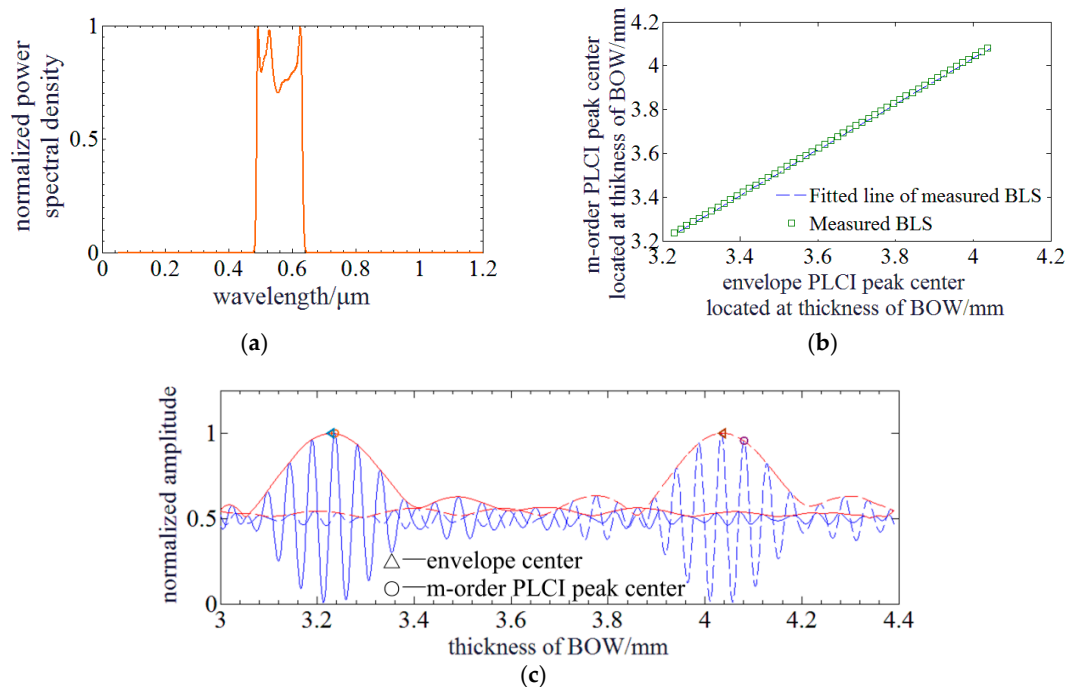 1
0.5
0
0
0.2
0.4
0.6
0.8
1
1.2
normalized power
spectral density
wavelength/μm
(a)
4.2
4
3.8
3.6
3.4
3.2
3.2
3.4
3.6
3.8
4
4.2
m-order PLCI peak center
located at thikness of BOW/mm
Fitted line of measured BLS
Measured BLS
envelope PLCI peak center
located at thickness of BOW/mm
(b)
normalized amplitude
1
0.5
0
3
3.2
3.4
3.6
3.8
4
4.2
4.4
envelope center
m-order PLCI peak center
thickness of BOW/mm
(c)